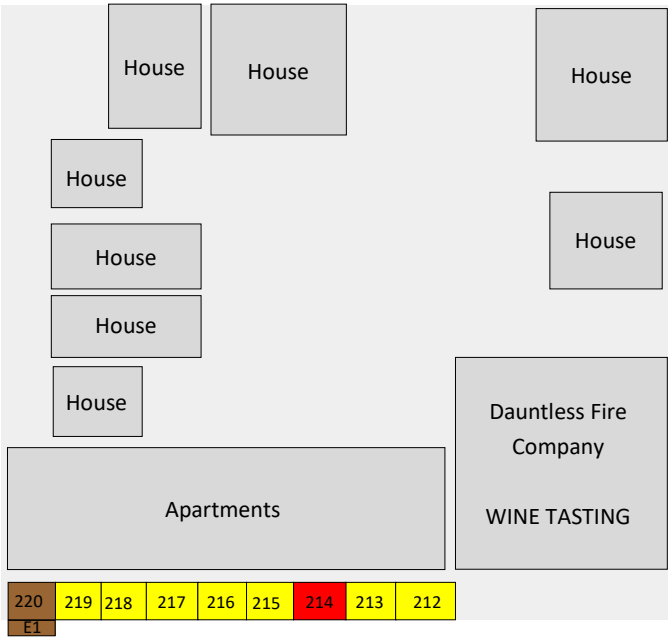 House
House
House
House
House
House
House
House
Dauntless Fire
Company
WINE TASTING
Apartments
220 219 218 217 216 215 214 213 212
E1